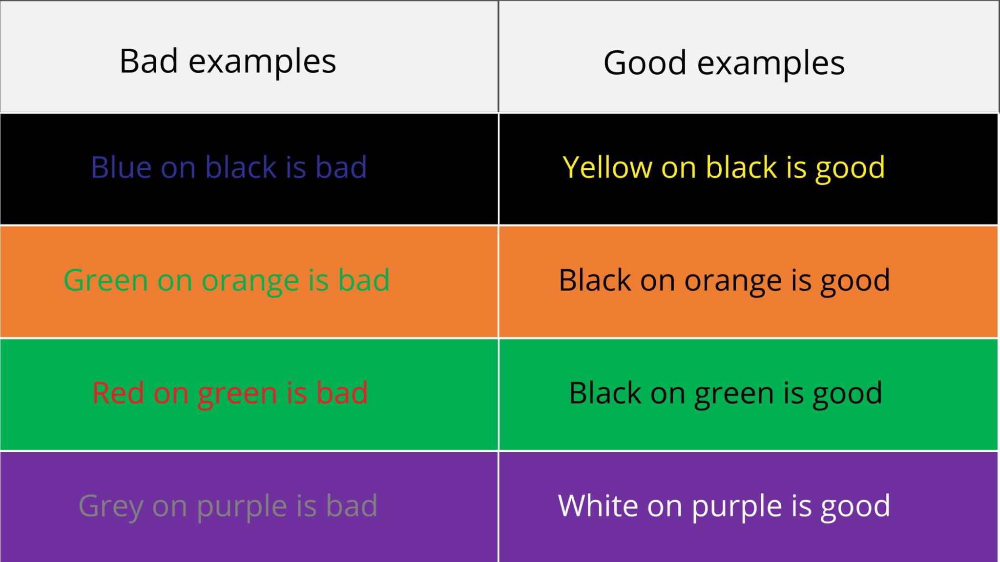 Bad examples
Good examples
Blue on black is bad
Yellow on black is good
Green on orange is bad
Black on orange is good
Red on green is bad
Black on green is good
Grey on purple is bad
White on purple is good